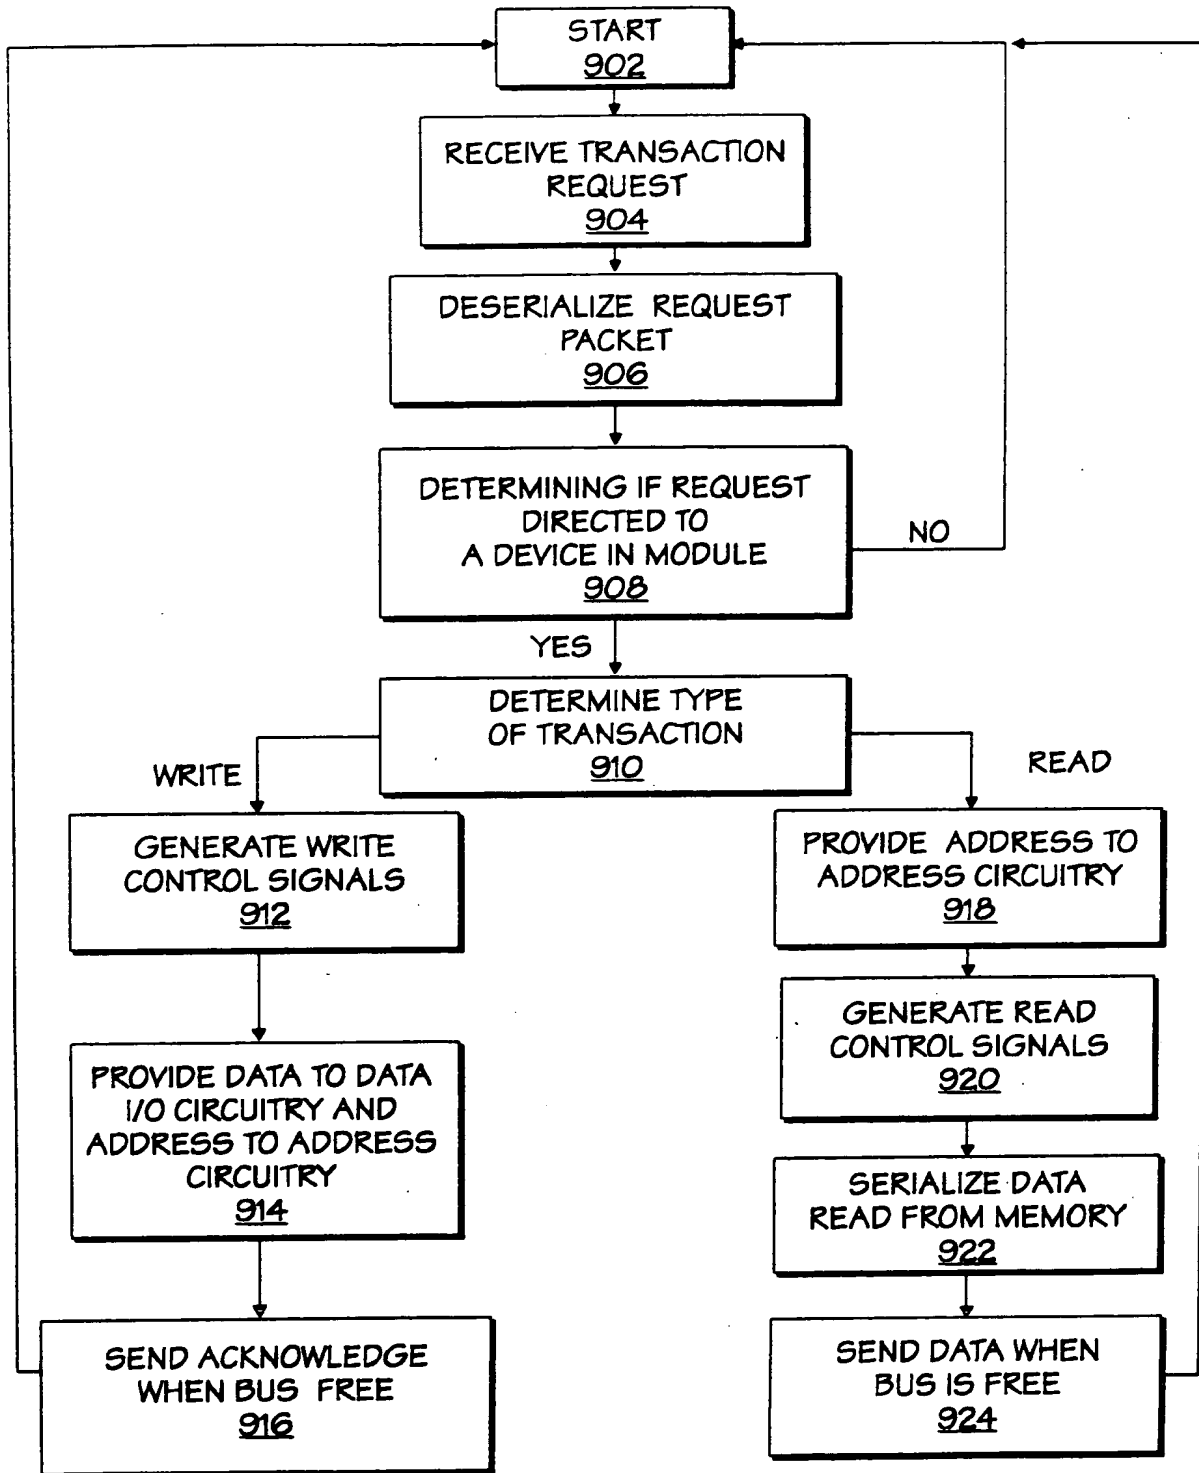 START
902
RECEIVE TRANSACTION
REQUEST
904
DESERIALIZE REQUEST
PACKET
906
DETERMINING IF REQUEST
DIRECTED TO
A DEVICE IN MODULE
908
NO
YES
DETERMINE TYPE
OF TRANSACTION
910
WRITE
READ
GENERATE WRITE
CONTROL SIGNALS
912
PROVIDE DATA TO DATA
I/O CIRCUITRY AND
ADDRESS TO ADDRESS
CIRCUITRY
914
SEND ACKNOWLEDGE
WHEN BUS FREE
916
PROVIDE ADDRESS TO
ADDRESS CIRCUITRY
918
GENERATE READ
CONTROL SIGNALS
920
SERIALIZE DATA
READ FROM MEMORY
922
SEND DATA WHEN
BUS IS FREE
924